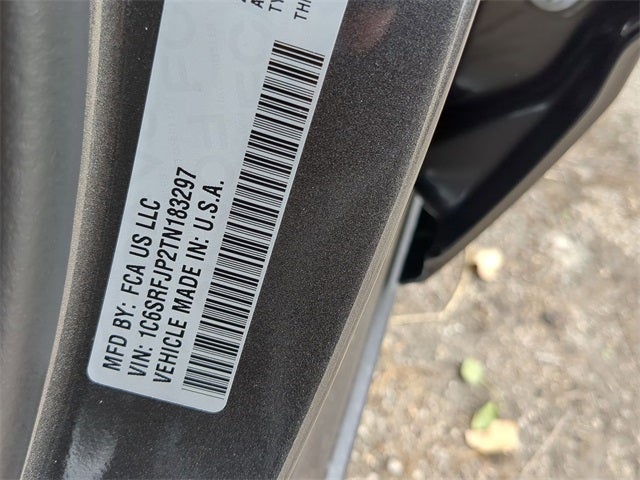 MFD BY: FCA US LLC
VIN: 1C6SRFJP2TN183297
VEHICLE MADE IN: U.S.A.